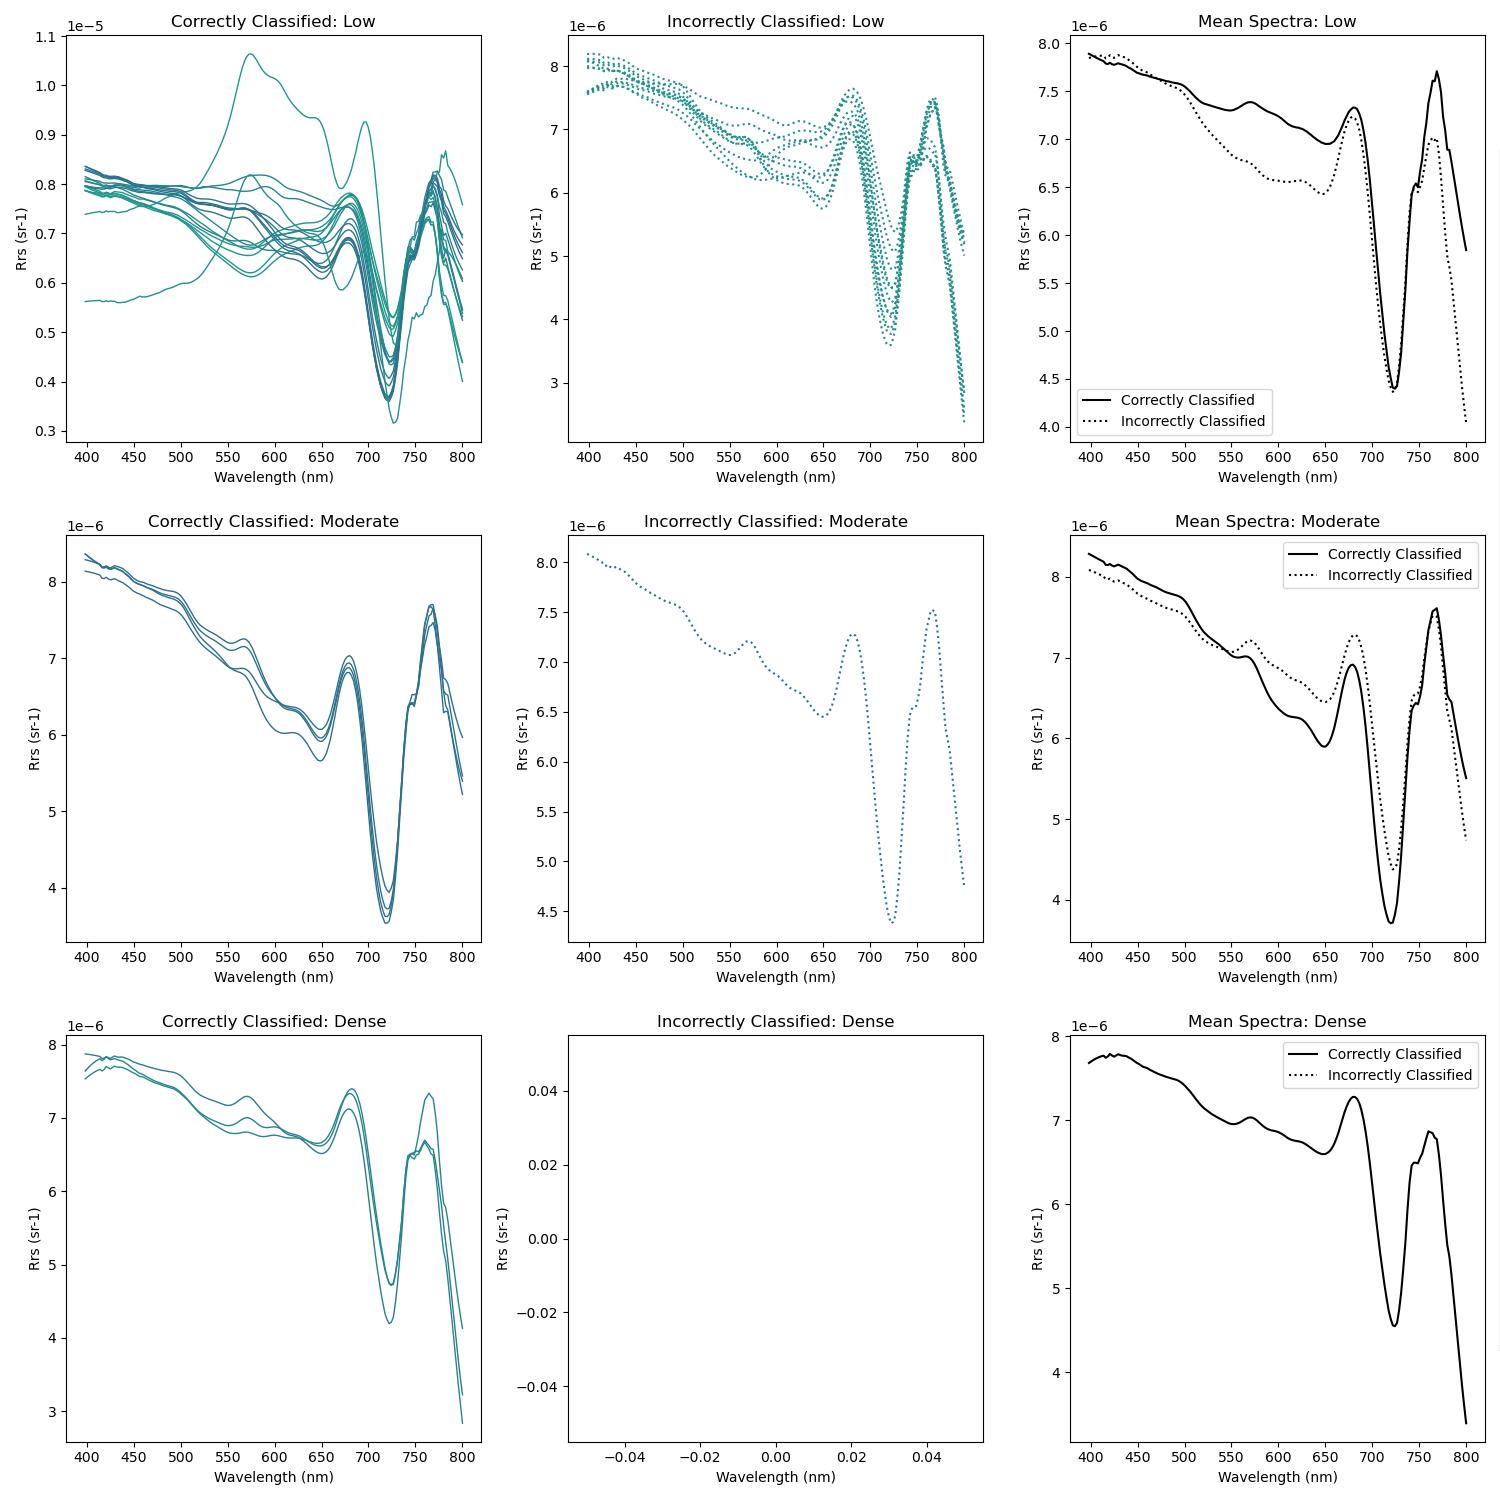 Correctly Classified: Low
1e−5
1.1
1.0
0.9
0.8
0.7
0.6
0.5
0.4
0.3
Rrs (sr-1)
400 450 500 550 600 650 700 750 800
Wavelength (nm)
Incorrectly Classified: Low
1e−6
8
7
6
5
4
3
Rrs (sr-1)
400 450 500 550 600 650 700 750 800
Wavelength (nm)
Mean Spectra: Low
1e−6
8.0
7.5
7.0
6.5
6.0
5.5
5.0
4.5
4.0
Rrs (sr-1)
Correctly Classified
Incorrectly Classified
400 450 500 550 600 650 700 750 800
Wavelength (nm)
Correctly Classified: Moderate
1e−6
8
7
6
5
4
Rrs (sr-1)
400 450 500 550 600 650 700 750 800
Wavelength (nm)
Incorrectly Classified: Moderate
1e−6
8.0
7.5
7.0
6.5
6.0
5.5
5.0
4.5
Rrs (sr-1)
400 450 500 550 600 650 700 750 800
Wavelength (nm)
Mean Spectra: Moderate
1e−6
Correctly Classified
Incorrectly Classified
8
7
6
5
4
Rrs (sr-1)
400 450 500 550 600 650 700 750 800
Wavelength (nm)
Correctly Classified: Dense
1e−6
8
7
6
5
4
3
Rrs (sr-1)
400 450 500 550 600 650 700 750 800
Wavelength (nm)
Incorrectly Classified: Dense
0.04
0.02
0.00
−0.02
−0.04
Rrs (sr-1)
−0.04 −0.02 0.00 0.02 0.04
Wavelength (nm)
Mean Spectra: Dense
1e−6
Correctly Classified
Incorrectly Classified
8
7
6
5
4
Rrs (sr-1)
400 450 500 550 600 650 700 750 800
Wavelength (nm)